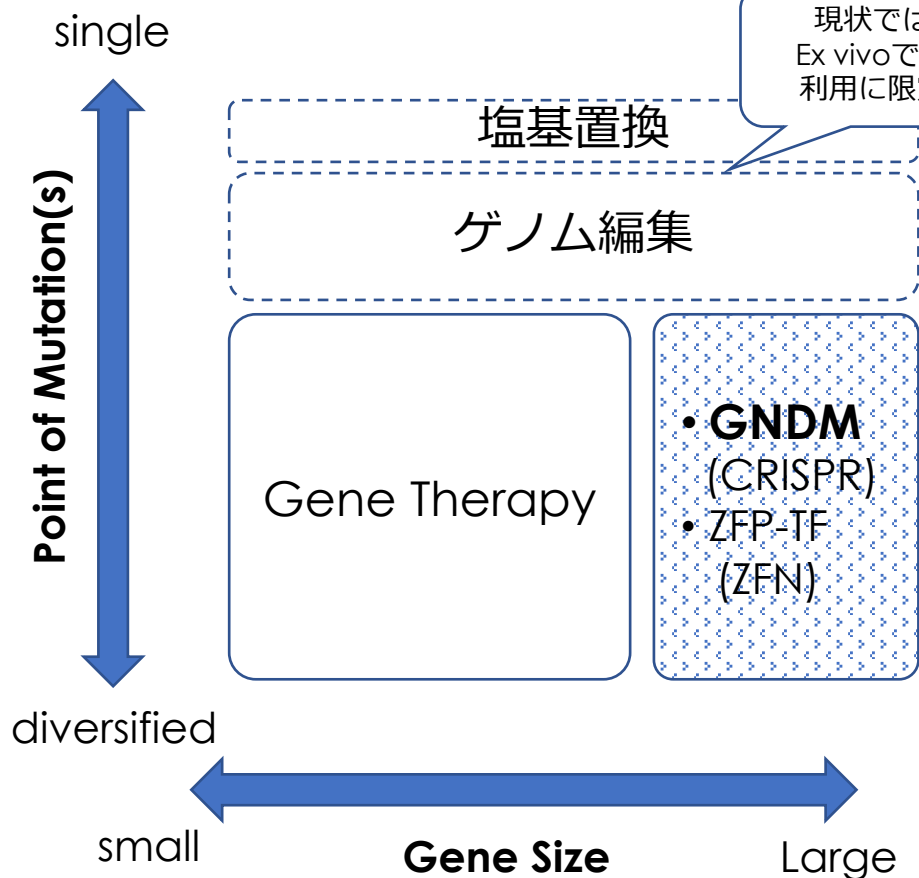 single
現状では
Ex vivoで
利用に限
塩基置換
ゲノム編集
Point of Mutation(s)
Gene Therapy
• GNDM
(CRISPR)
• ZFP-TF
(ZFN)
diversified
small
Gene Size
Large